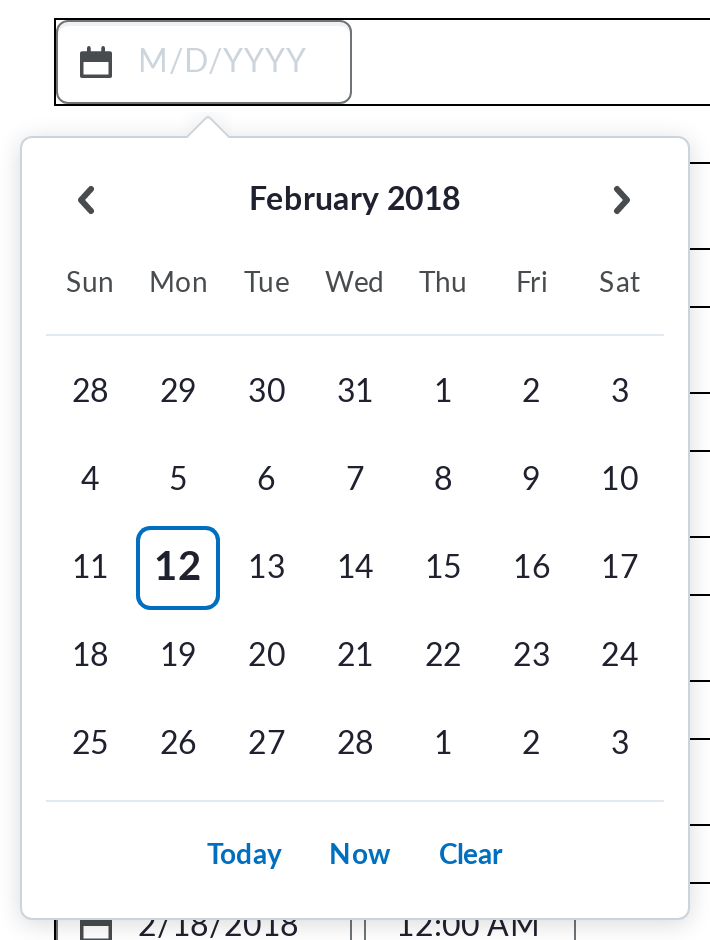 M/D/YYYY
February 2018
Sun Mon Tue Wed Thu Fri Sat
28 29 30 31 1 2 3
4 5 6 7 8 9 10
11 12 13 14 15 16 17
18 19 20 21 22 23 24
25 26 27 28 1 2 3
Today Now Clear
2/18/2018 12:00 AM